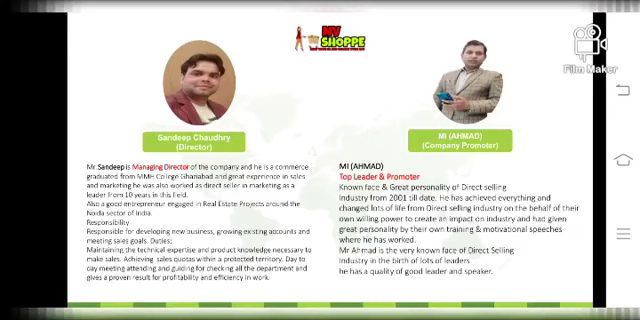 MV
SHOPPE
Film Maker
Sandeep Chaudhry
(Director)
MI (AHMAD)
(Company Promoter)
Mr Sandeep is Managing Director of the company and he is a commerce
graduated from MMH College Ghaziabad and great experience in sales
and marketing he was also worked as direct seller in marketing as a
leader from 10 years in this field.
Also a good entrepreneur engaged in Real Estate Projects around the
Noida sector of India.
Responsibility
Responsible for developing new business, growing existing accounts and
meeting sales goals. Duties:
Maintaining the technical expertise and product knowledge necessary to
make sales. Achieving sales quotas within a protected territory. Day to
day meeting attending and guiding for checking all the department and
gives a proven result for profitability and efficiency in work.
MI (AHMAD)
Top Leader & Promoter
Known face & Great personality of Direct selling
Industry from 2001 till date. He has achieved everything and
changed lots of life from Direct selling industry on the behalf of their
own willing power to create an impact on industry and had given
great personality by their own training & motivational speeches
where he has worked.
Mr Ahmad is the very known face of Direct Selling
Industry in the birth of lots of leaders
he has a quality of good leader and speaker.